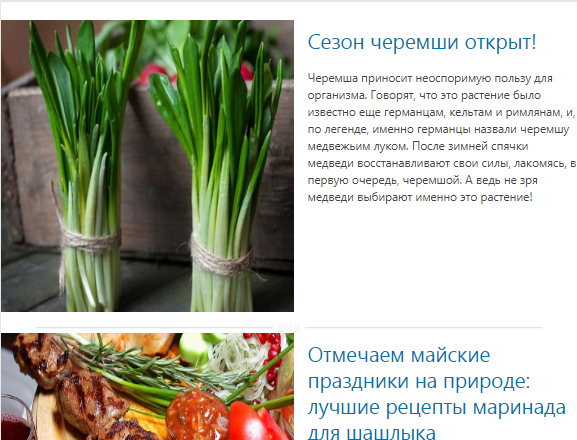 Сезон черемши открыт!
Черемша приносит неоспоримую пользу для
организма. Говорят, что это растение было
известно еще германцам, кельтам и римлянам, и,
по легенде, именно германцы назвали черемшу
медвежьим луком. После зимней спячки
медведи восстанавливают свои силы, лакомясь, в
первую очередь, черемшой. А ведь не зря
медведи выбирают именно это растение!
Отмечаем майские
праздники на природе:
лучшие рецепты маринада
для шашлыка